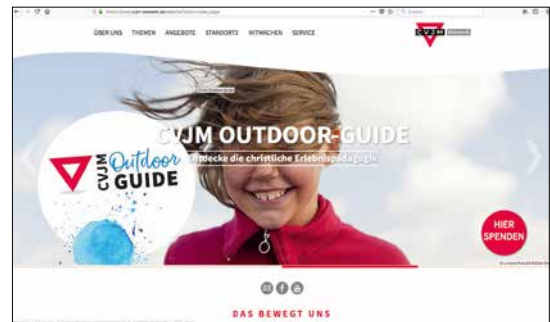 ÜBER UNS THEMEN ANGEBOTE STANDORTE MITMACHEN SERVICE
CVJM
CVJM OUTDOOR-GUIDE
Entdecke die christliche Erlebnispädagogik
CVJM Outdoor
GUIDE
HIER
SPENDEN
DAS BEWEGT UNS